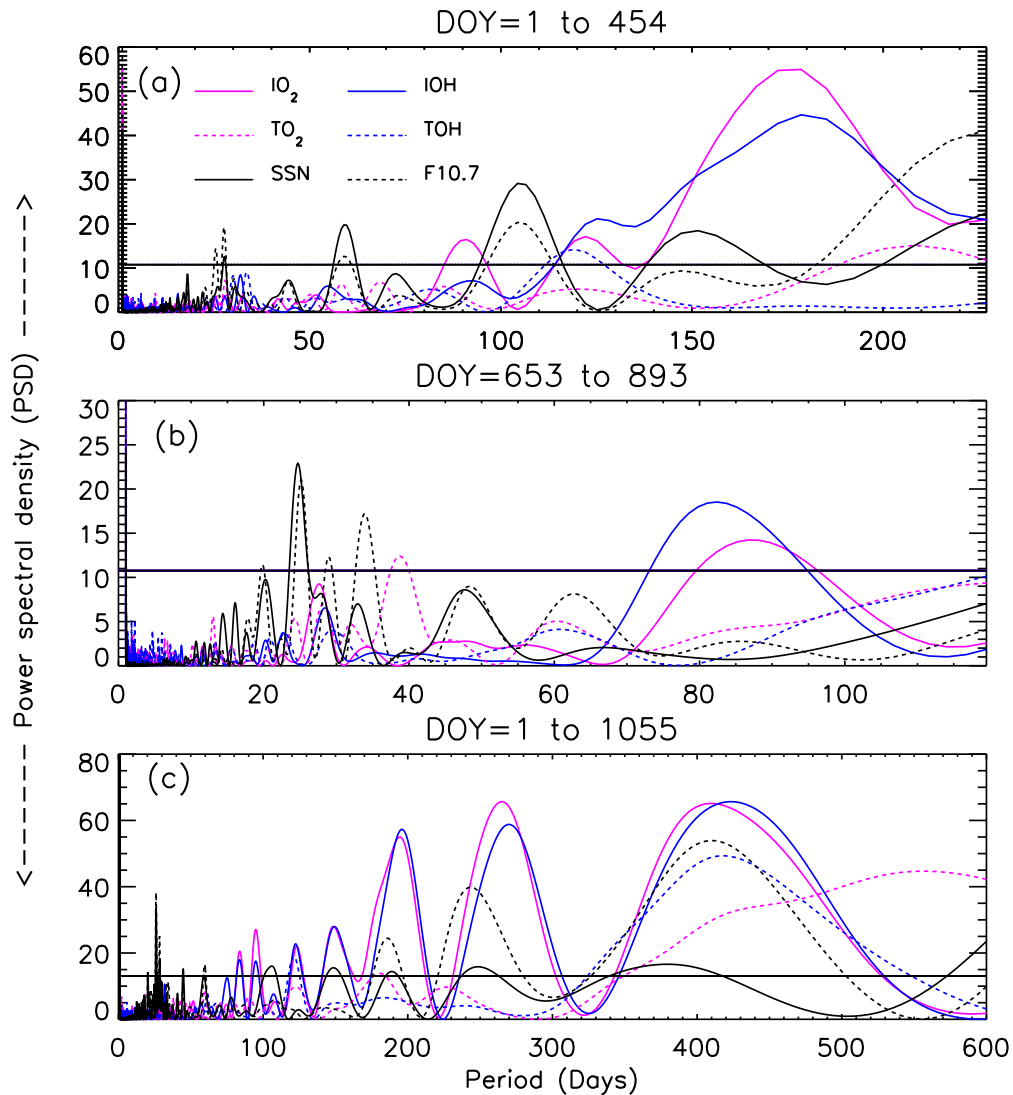 DOY=1 to 454
60
50
40
30
20
10
0
(a)
IO2 IOH
TO2 TOH
SSN F10.7
0 50 100 150 200
DOY=653 to 893
30
25
20
15
10
5
0
(b)
0 20 40 60 80 100
DOY=1 to 1055
80
60
40
20
0
(c)
0 100 200 300 400 500 600
Period (Days)
<------ Power spectral density (PSD) ------>